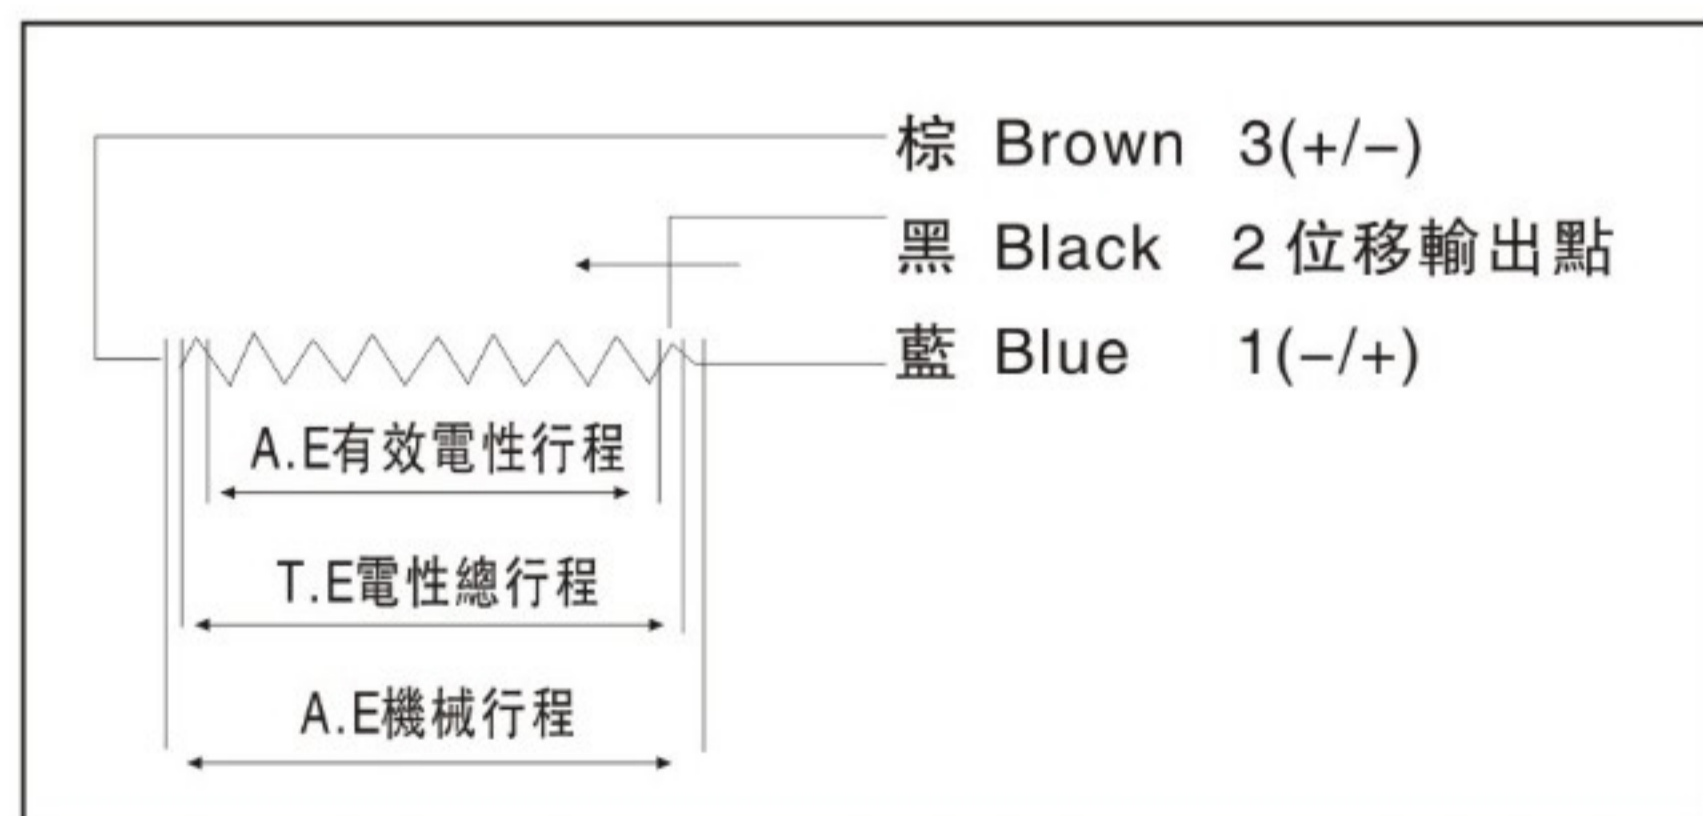 棕 Brown 3(+/−)
黑 Black 2 位移輸出點
藍 Blue 1(−/+)
A.E有效電性行程
T.E電性總行程
A.E機械行程